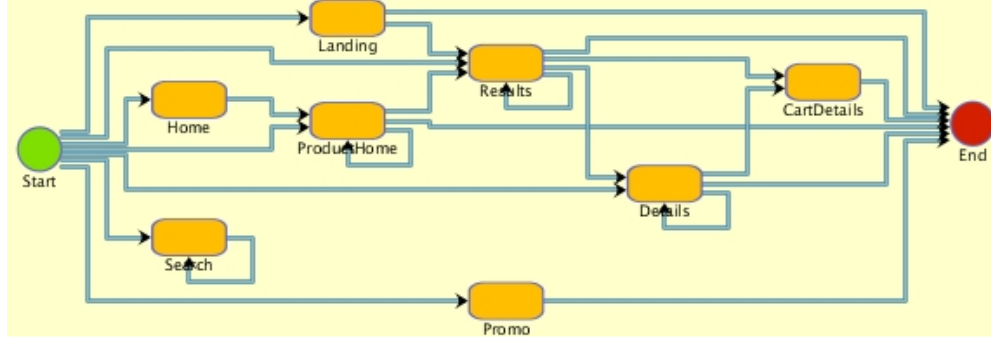 Landing
Results
CartDetails
Home
ProductHome
End
Start
Details
Search
Promo